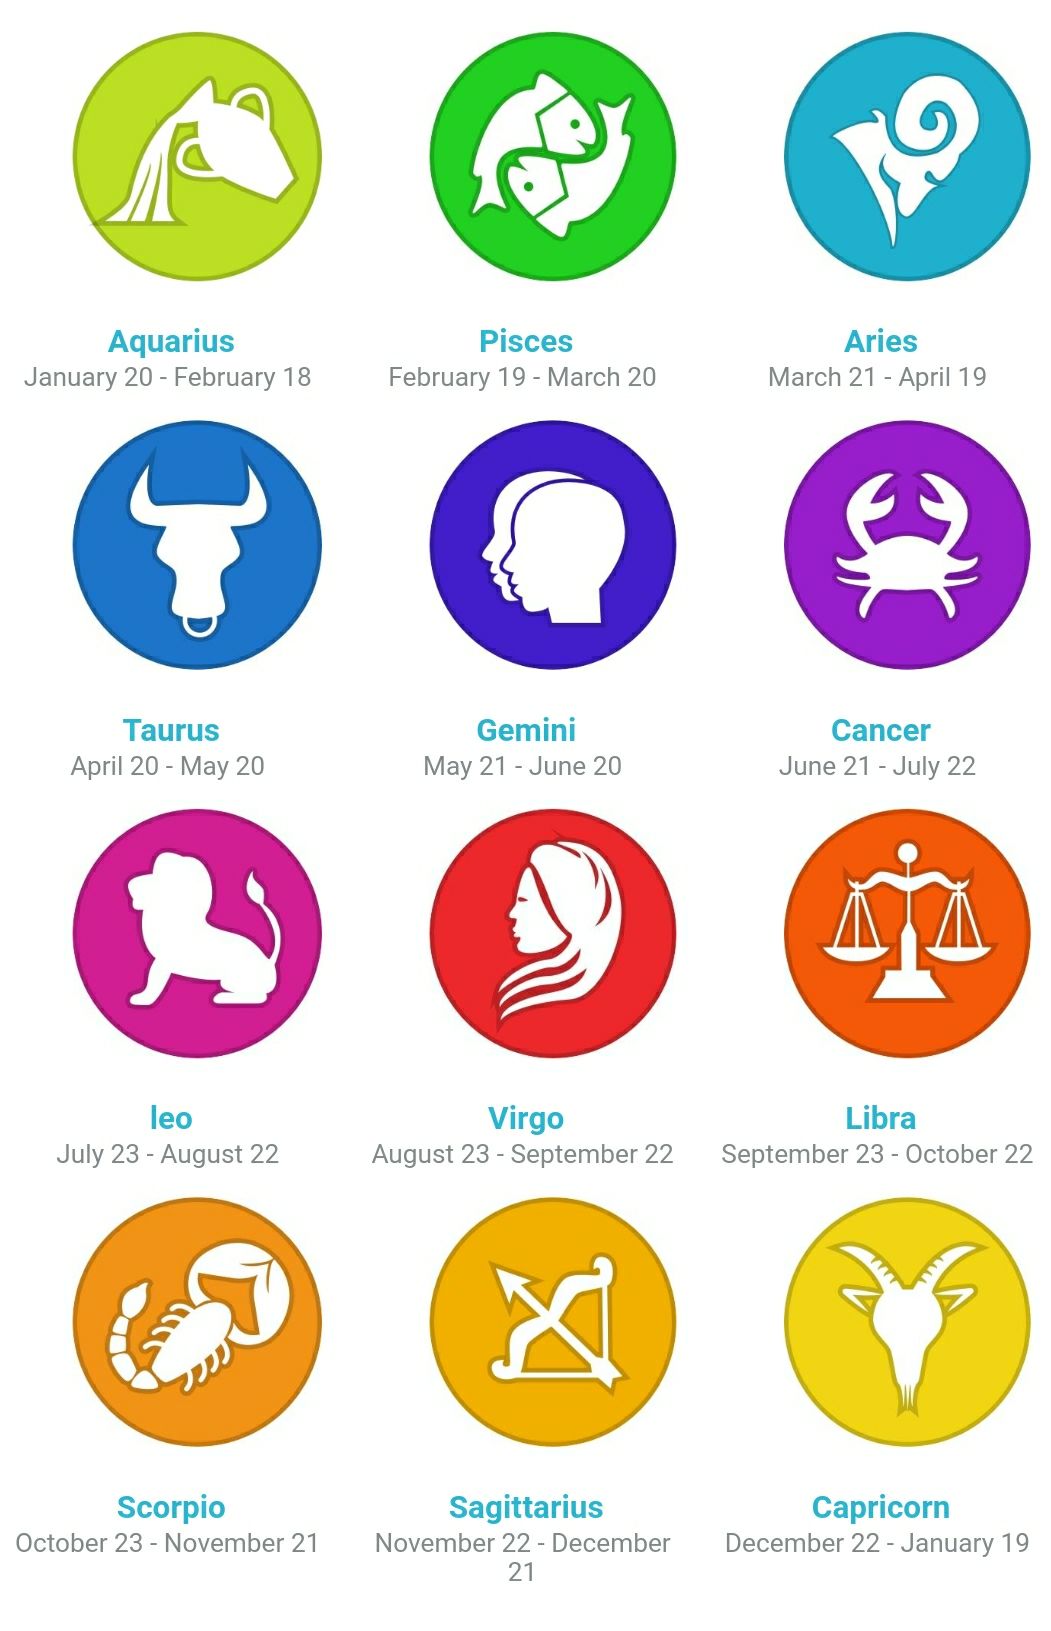 Aquarius
January 20 - February 18
Pisces
February 19 - March 20
Aries
March 21 - April 19
Taurus
April 20 - May 20
Gemini
May 21 - June 20
Cancer
June 21 - July 22
leo
July 23 - August 22
Virgo
August 23 - September 22
Libra
September 23 - October 22
Scorpio
October 23 - November 21
Sagittarius
November 22 - December
21
Capricorn
December 22 - January 19